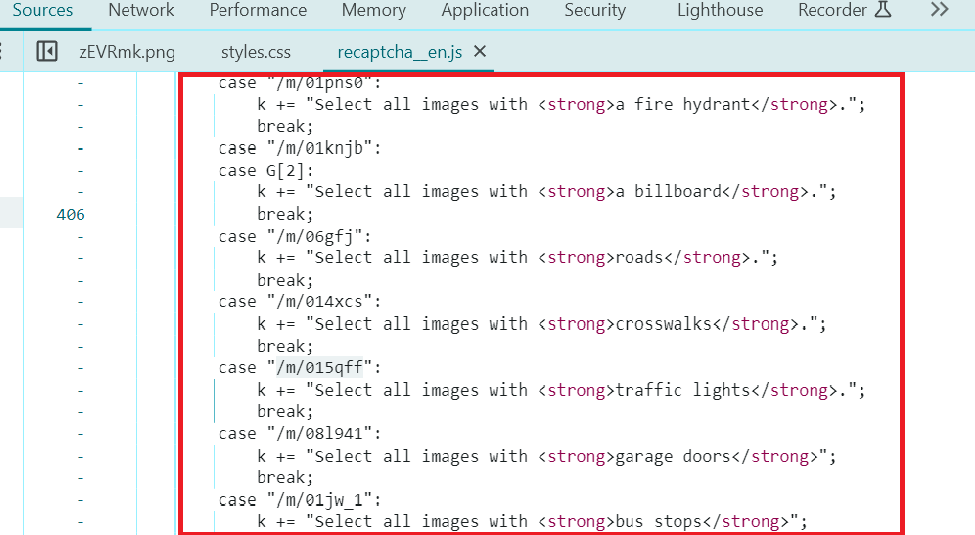 Sources Network Performance Memory Application Security Lighthouse Recorder
zEVRmk.png styles.css recaptcha__en.js
- case "/m/01pns0":
- k += "Select all images with <strong>a fire hydrant</strong>.";
- break;
- case "/m/01knjb":
- case G[2]:
- k += "Select all images with <strong>a billboard</strong>.";
406 break;
- case "/m/06gfj":
- k += "Select all images with <strong>roads</strong>.";
- break;
- case "/m/014xcs":
- k += "Select all images with <strong>crosswalks</strong>.";
- break;
- case "/m/015qff":
- k += "Select all images with <strong>traffic lights</strong>.";
- break;
- case "/m/08l941":
- k += "Select all images with <strong>garage doors</strong>";
- break;
- case "/m/01jw_1":
- k += "Select all images with <strong>bus stops</strong>";